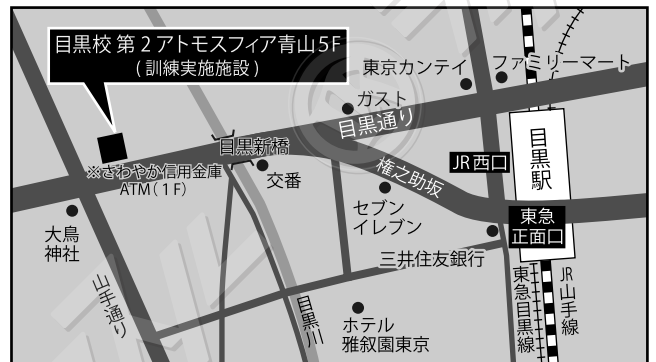 目黒校 第2アトモスフィア青山5F
(訓練実施施設)
東京カンテイ
ファミリーマート
ガスト
目黒通り
目黒新橋
※さわやか信用金庫
ATM(1F)
交番
権之助坂
JR西口
目黒駅
セブン
イレブン
東急
正面口
大鳥
神社
三井住友銀行
山手通り
目黒川
ホテル
雅叙園東京
東急目黒線
JR山手線